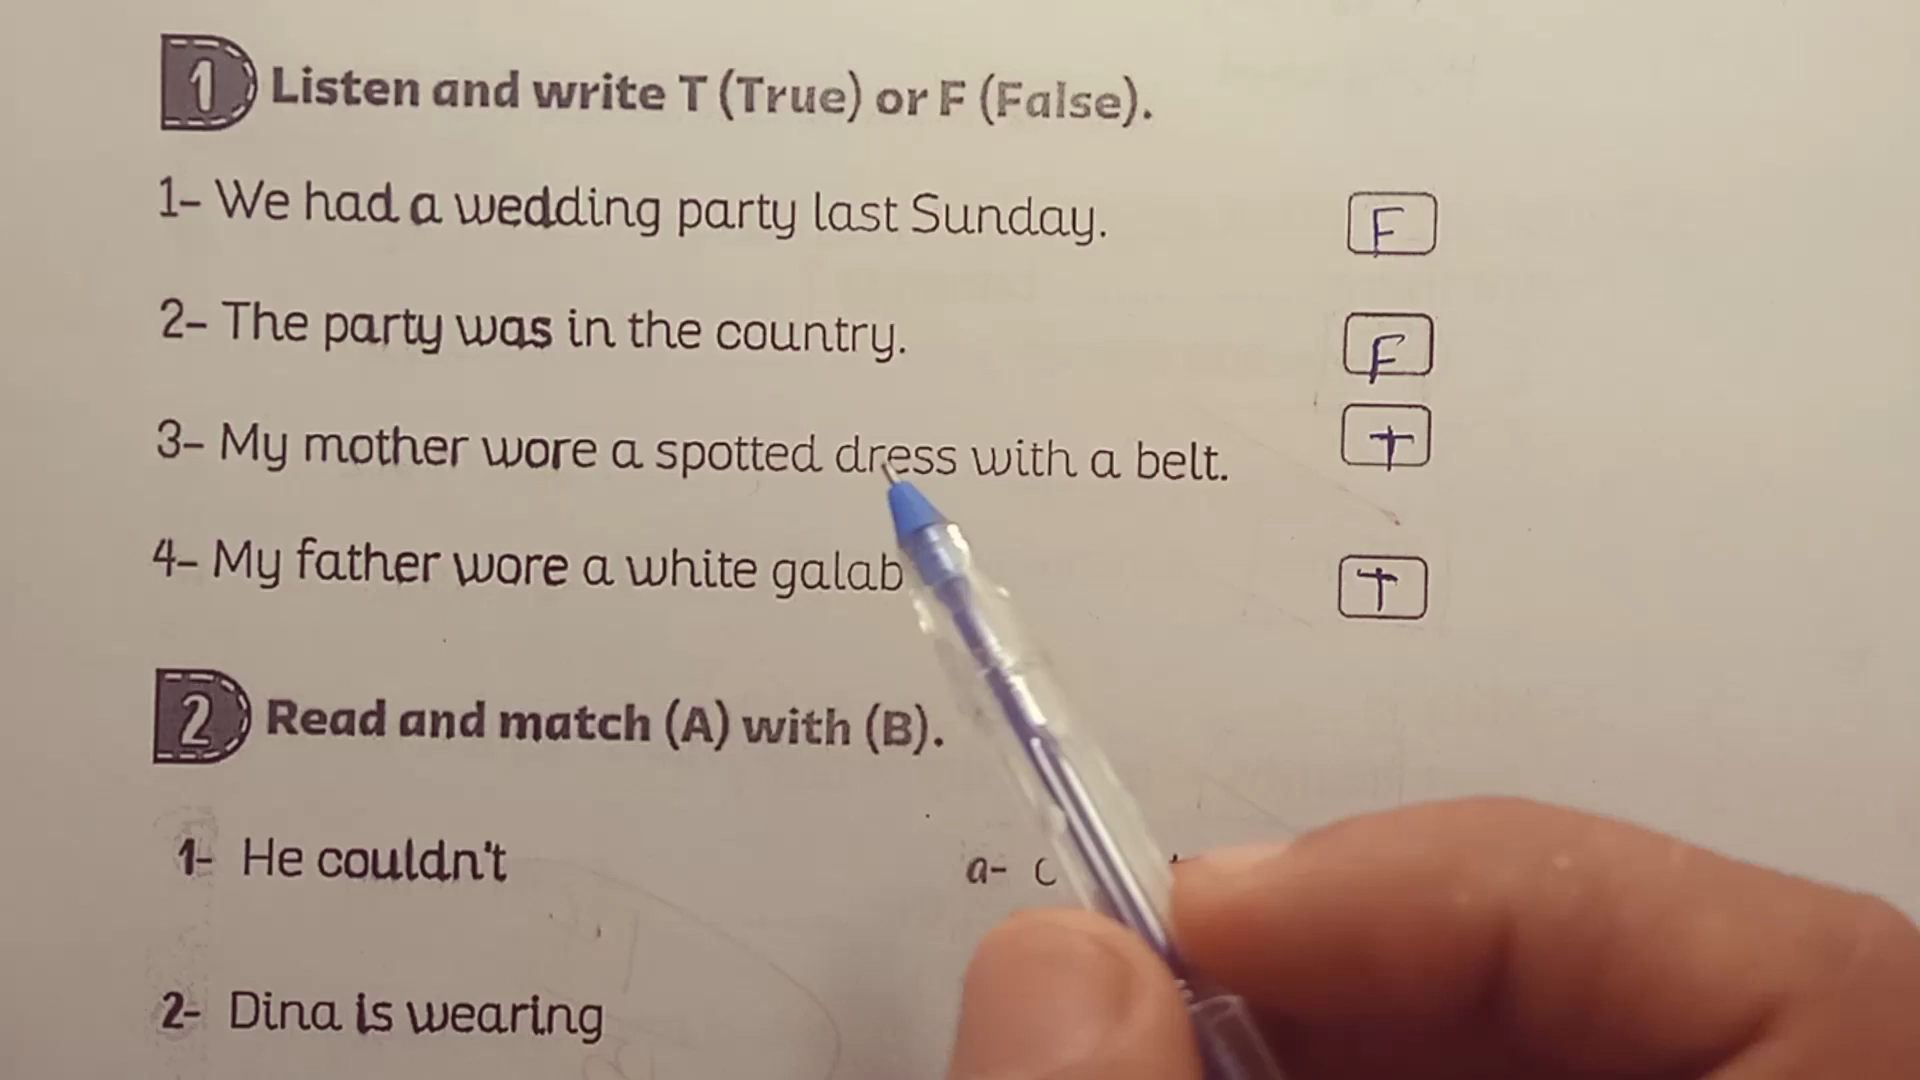 1 Listen and write T (True) or F (False).
1- We had a wedding party last Sunday. F
2- The party was in the country. F
3- My mother wore a spotted dress with a belt. T
4- My father wore a white galab T
2 Read and match (A) with (B).
1- He couldn't a- c
2- Dina is wearing